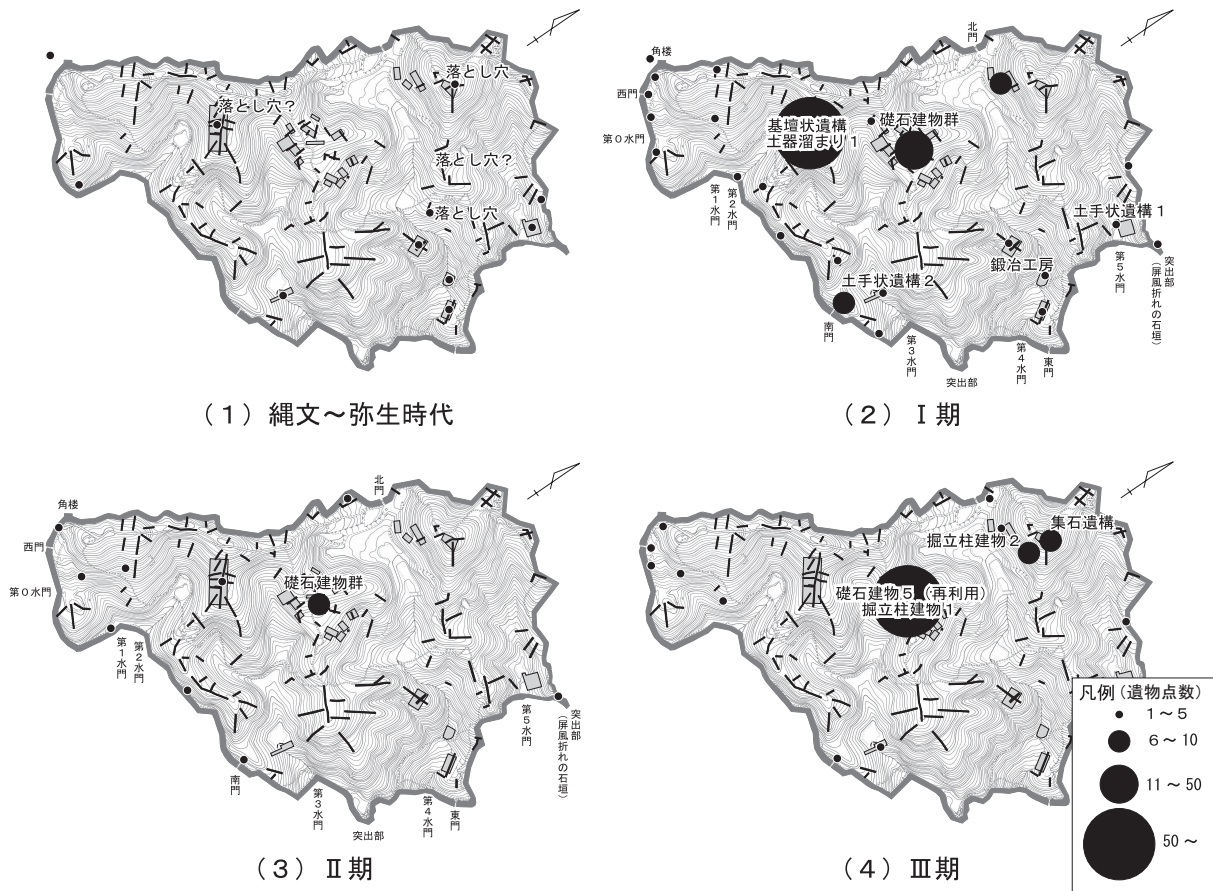 落とし穴
落とし穴？
落とし穴？
落とし穴
（１）縄文～弥生時代
北門
角楼
西門
第０水門
基壇状遺構
土器溜まり１
礎石建物群
第１水門
第２水門
土手状遺構１
鍛冶工房
土手状遺構２
第５水門
突出部
（屏風折れの石垣）
南門
第３水門
第４水門
東門
突出部
（２）Ⅰ期
北門
角楼
西門
第０水門
礎石建物群
第１水門
第２水門
第５水門
突出部
（屏風折れの石垣）
南門
第３水門
第４水門
東門
突出部
（３）Ⅱ期
集石遺構
掘立柱建物２
礎石建物５（再利用）
掘立柱建物１
（４）Ⅲ期
凡例（遺物点数）
１～５
６～１０
１１～５０
５０～